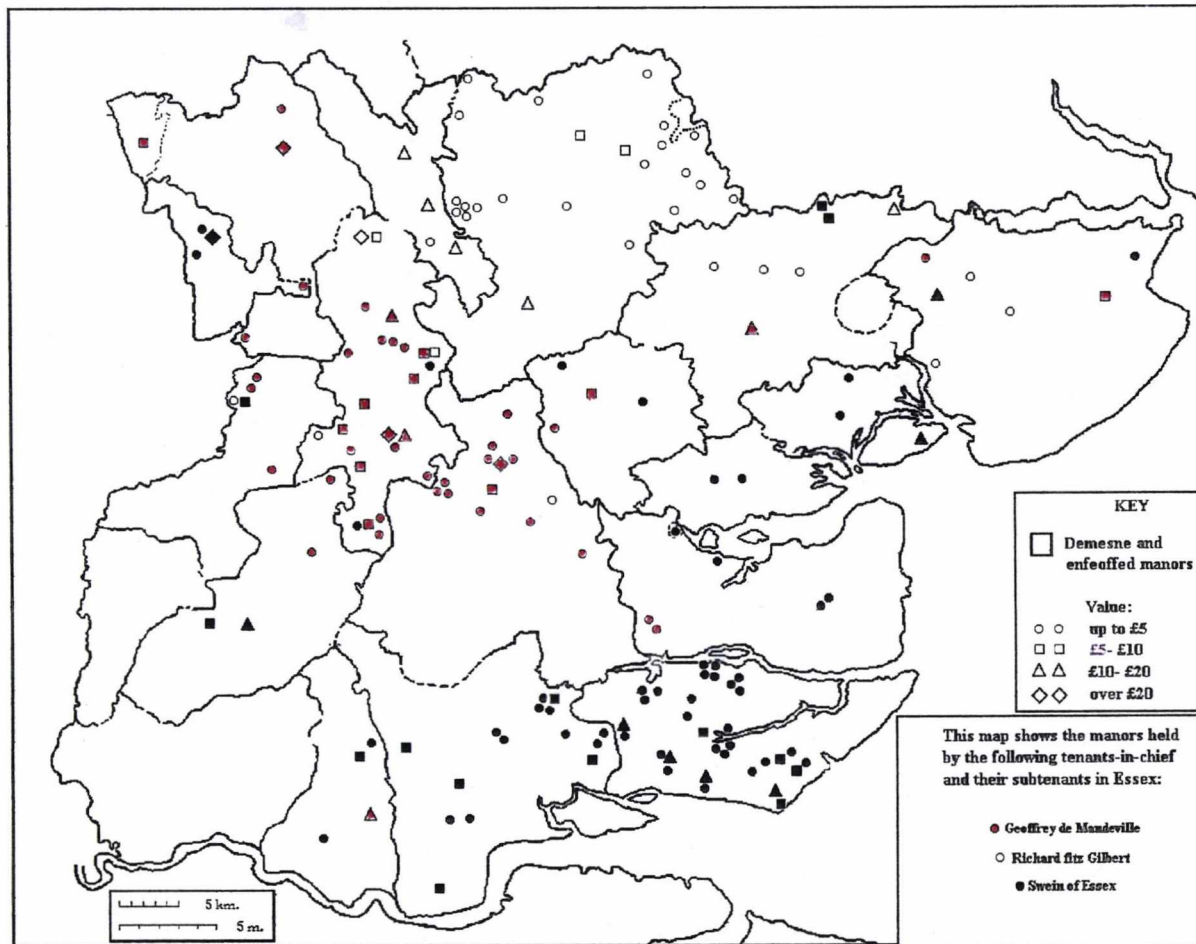 KEY
Demesne and
enfeoffed manors
Value:
up to £5
£5- £10
£10- £20
over £20
This map shows the manors held
by the following tenants-in-chief
and their subtenants in Essex:
Geoffrey de Mandeville
Richard fitz Gilbert
Swein of Essex
5 km.
5 m.